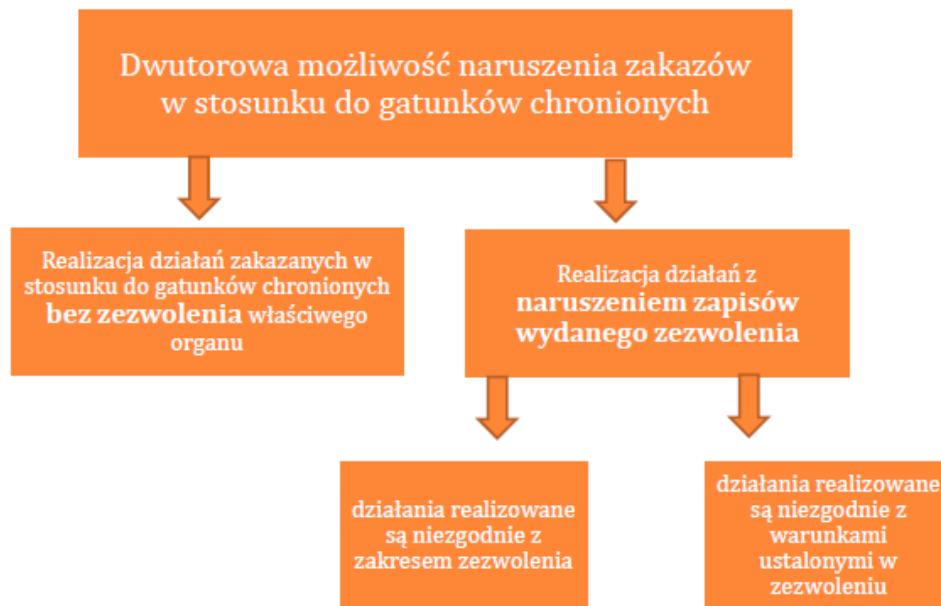 Dwutorowa możliwość naruszenia zakazów
w stosunku do gatunków chronionych
Realizacja działań zakazanych w
stosunku do gatunków chronionych
bez zezwolenia właściwego
organu
Realizacja działań z
naruszeniem zapisów
wydanego zezwolenia
działania realizowane
są niezgodnie z
zakresem zezwolenia
działania realizowane
są niezgodnie z
warunkami
ustalonymi w
zezwoleniu